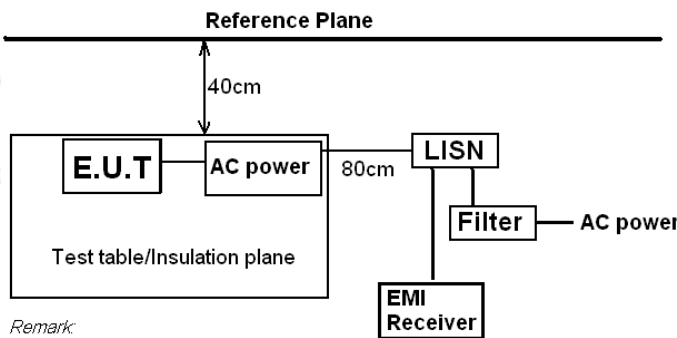 Reference Plane
40cm
E.U.T
AC power
80cm
LISN
Filter
AC power
Test table/Insulation plane
EMI
Receiver
Remark: